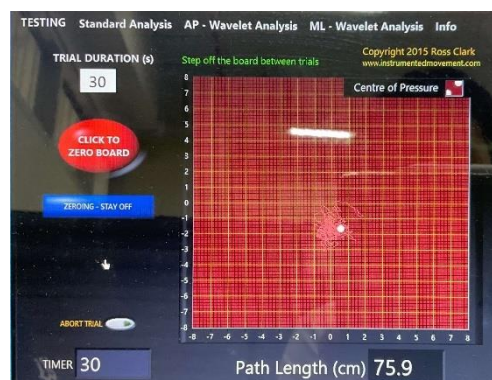 TESTING Standard Analysis AP - Wavelet Analysis ML - Wavelet Analysis Info
TRIAL DURATION (s)
30
Step off the board between trials
Copyright 2015 Ross Clark
www.instrumentedmovement.com
Centre of Pressure
CLICK TO
ZERO BOARD
ZEROING - STAY OFF
ABORT TRIAL
8
7
6
5
4
3
2
1
0
-1
-2
-3
-4
-5
-6
-7
-8
-8 -7 -6 -5 -4 -3 -2 -1 0 1 2 3 4 5 6 7 8
TIMER 30
Path Length (cm) 75.9